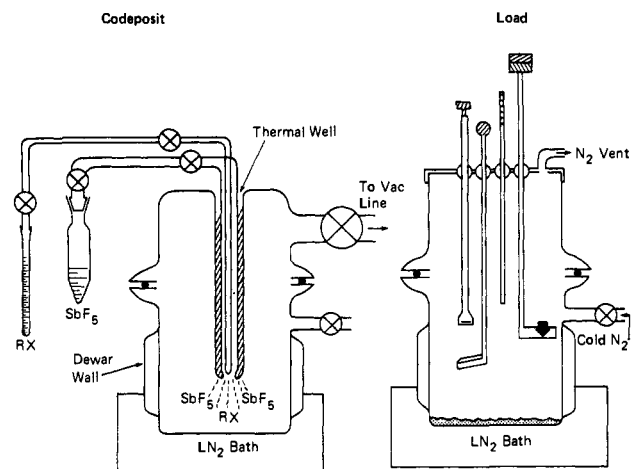 Codeposit
Load
Thermal Well
N₂ Vent
To Vac
Line
SbF₅
RX
Cold N₂
Dewar
Wall
SbF₅
SbF₅
RX
LN₂ Bath
LN₂ Bath